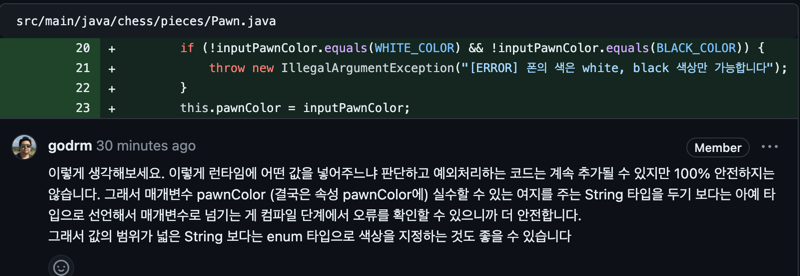 src/main/java/chess/pieces/Pawn.java
20 + if (!inputPawnColor.equals(WHITE_COLOR) && !inputPawnColor.equals(BLACK_COLOR)) {
21 + throw new IllegalArgumentException("[ERROR] 폰의 색은 white, black 색상만 가능합니다");
22 + }
23 + this.pawnColor = inputPawnColor;
godrm 30 minutes ago Member ...
이렇게 생각해보세요. 이렇게 런타임에 어떤 값을 넣어주느냐 판단하고 예외처리하는 코드는 계속 추가될 수 있지만 100% 안전하지는
않습니다. 그래서 매개변수 pawnColor (결국은 속성 pawnColor에) 실수할 수 있는 여지를 주는 String 타입을 두기 보다는 아예 타
입으로 선언해서 매개변수로 넘기는 게 컴파일 단계에서 오류를 확인할 수 있으니까 더 안전합니다.
그래서 값의 범위가 넓은 String 보다는 enum 타입으로 색상을 지정하는 것도 좋을 수 있습니다